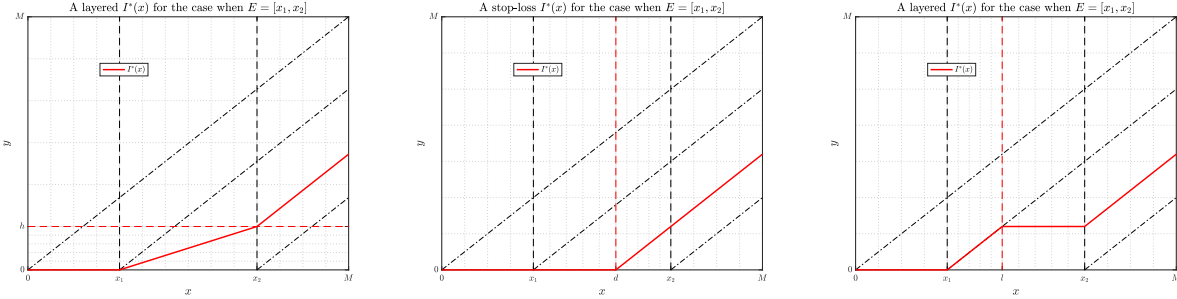 A layered I*(x) for the case when E = [x₁, x₂]
M
I*(x)
y
h
0
0 x₁ x₂ M
x
A stop-loss I*(x) for the case when E = [x₁, x₂]
M
I*(x)
y
0
0 x₁ d x₂ M
x
A layered I*(x) for the case when E = [x₁, x₂]
M
I*(x)
y
0
0 x₁ l x₂ M
x